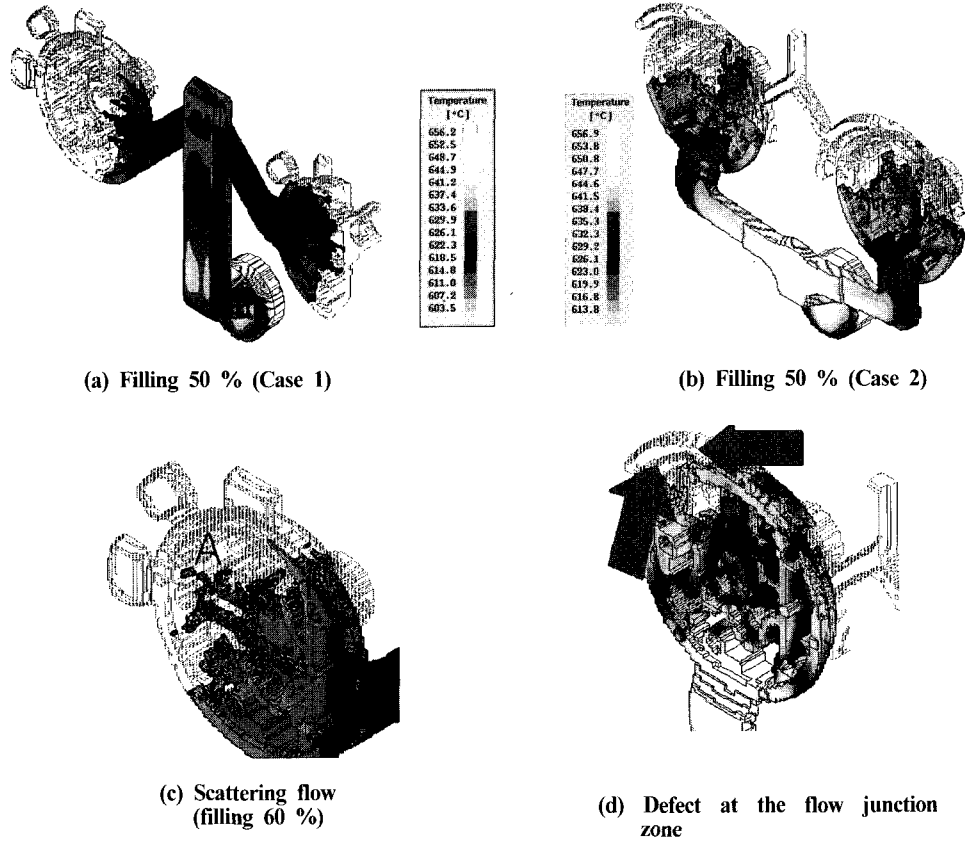 Temperature
[°C]
656.2
652.5
648.7
644.9
641.2
637.4
633.6
629.9
626.1
622.3
618.5
614.8
611.0
607.2
603.5
Temperature
[°C]
656.9
653.8
650.8
647.7
644.6
641.5
638.4
635.3
632.3
629.2
626.1
623.0
619.9
616.8
613.8
(a) Filling 50 % (Case 1)
(b) Filling 50 % (Case 2)
A
(c) Scattering flow
(filling 60 %)
(d) Defect at the flow junction
zone